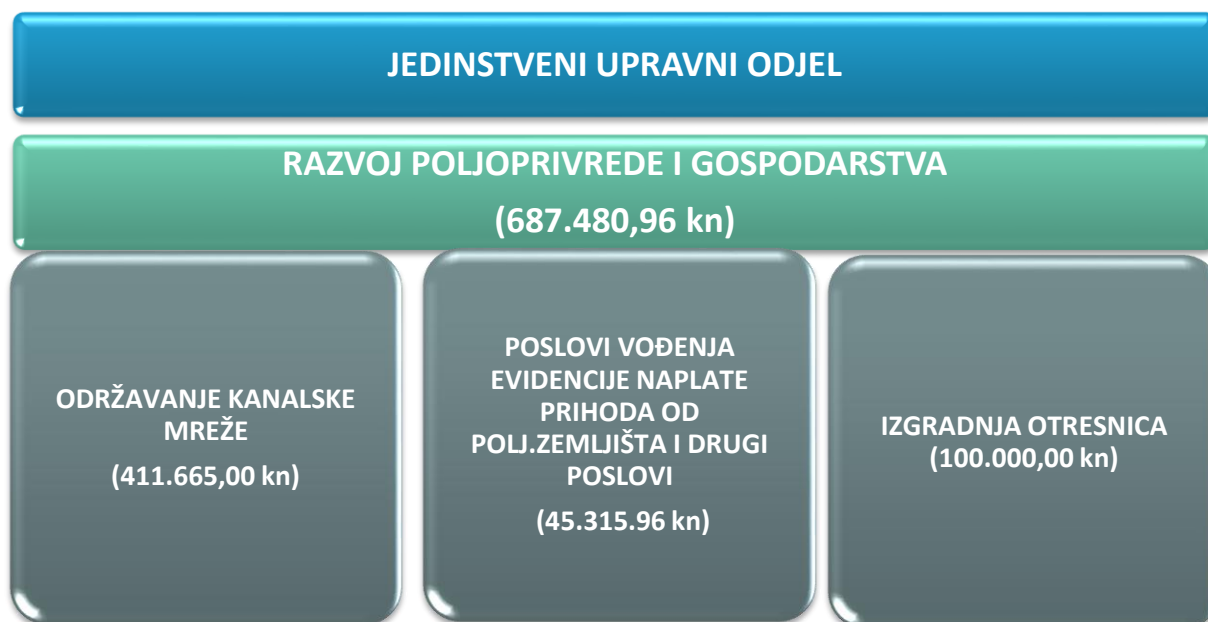 JEDINSTVENI UPRAVNI ODJEL
RAZVOJ POLJOPRIVREDE I GOSPODARSTVA
(687.480,96 kn)
ODRŽAVANJE KANALSKE
MREŽE
(411.665,00 kn)
POSLOVI VOĐENJA
EVIDENCIJE NAPLATE
PRIHODA OD
POLJ.ZEMLJIŠTA I DRUGI
POSLOVI
(45.315.96 kn)
IZGRADNJA OTRESNICA
(100.000,00 kn)